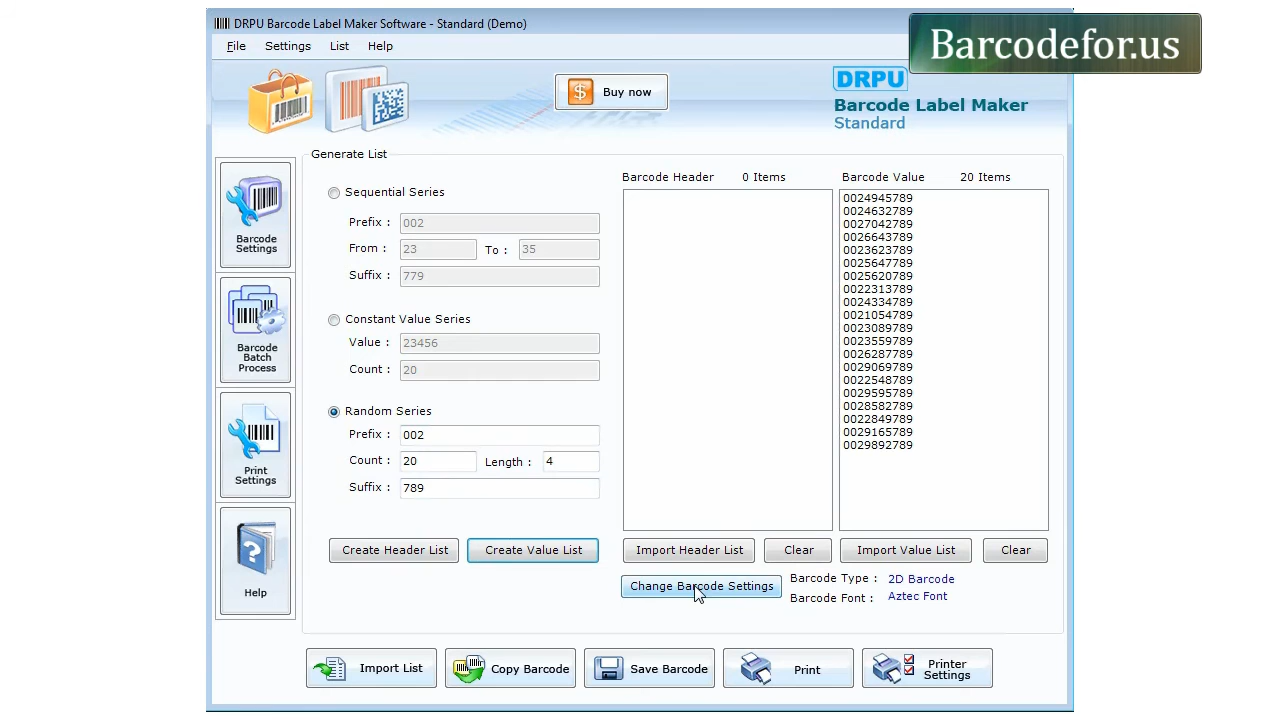 DRPU Barcode Label Maker Software - Standard (Demo)
Barcodefor.us
File Settings List Help
$ Buy now
DRPU
Barcode Label Maker
Standard
Barcode
Settings
Barcode
Batch
Process
Print
Settings
?
Help
Generate List
Sequential Series
Prefix : 002
From : 23 To : 35
Suffix : 779
Constant Value Series
Value : 23456
Count : 20
Random Series
Prefix : 002
Count : 20 Length : 4
Suffix : 789
Create Header List Create Value List
Barcode Header 0 Items
Barcode Value 20 Items
0024945789
0024632789
0027042789
0026643789
0023623789
0025647789
0025620789
0022313789
0024334789
0021054789
0023089789
0023559789
0026287789
0029069789
0022548789
0029595789
0028582789
0022849789
0029165789
0029892789
Import Header List Clear Import Value List Clear
Change Barcode Settings
Barcode Type : 2D Barcode
Barcode Font : Aztec Font
Import List Copy Barcode Save Barcode Print Printer
Settings